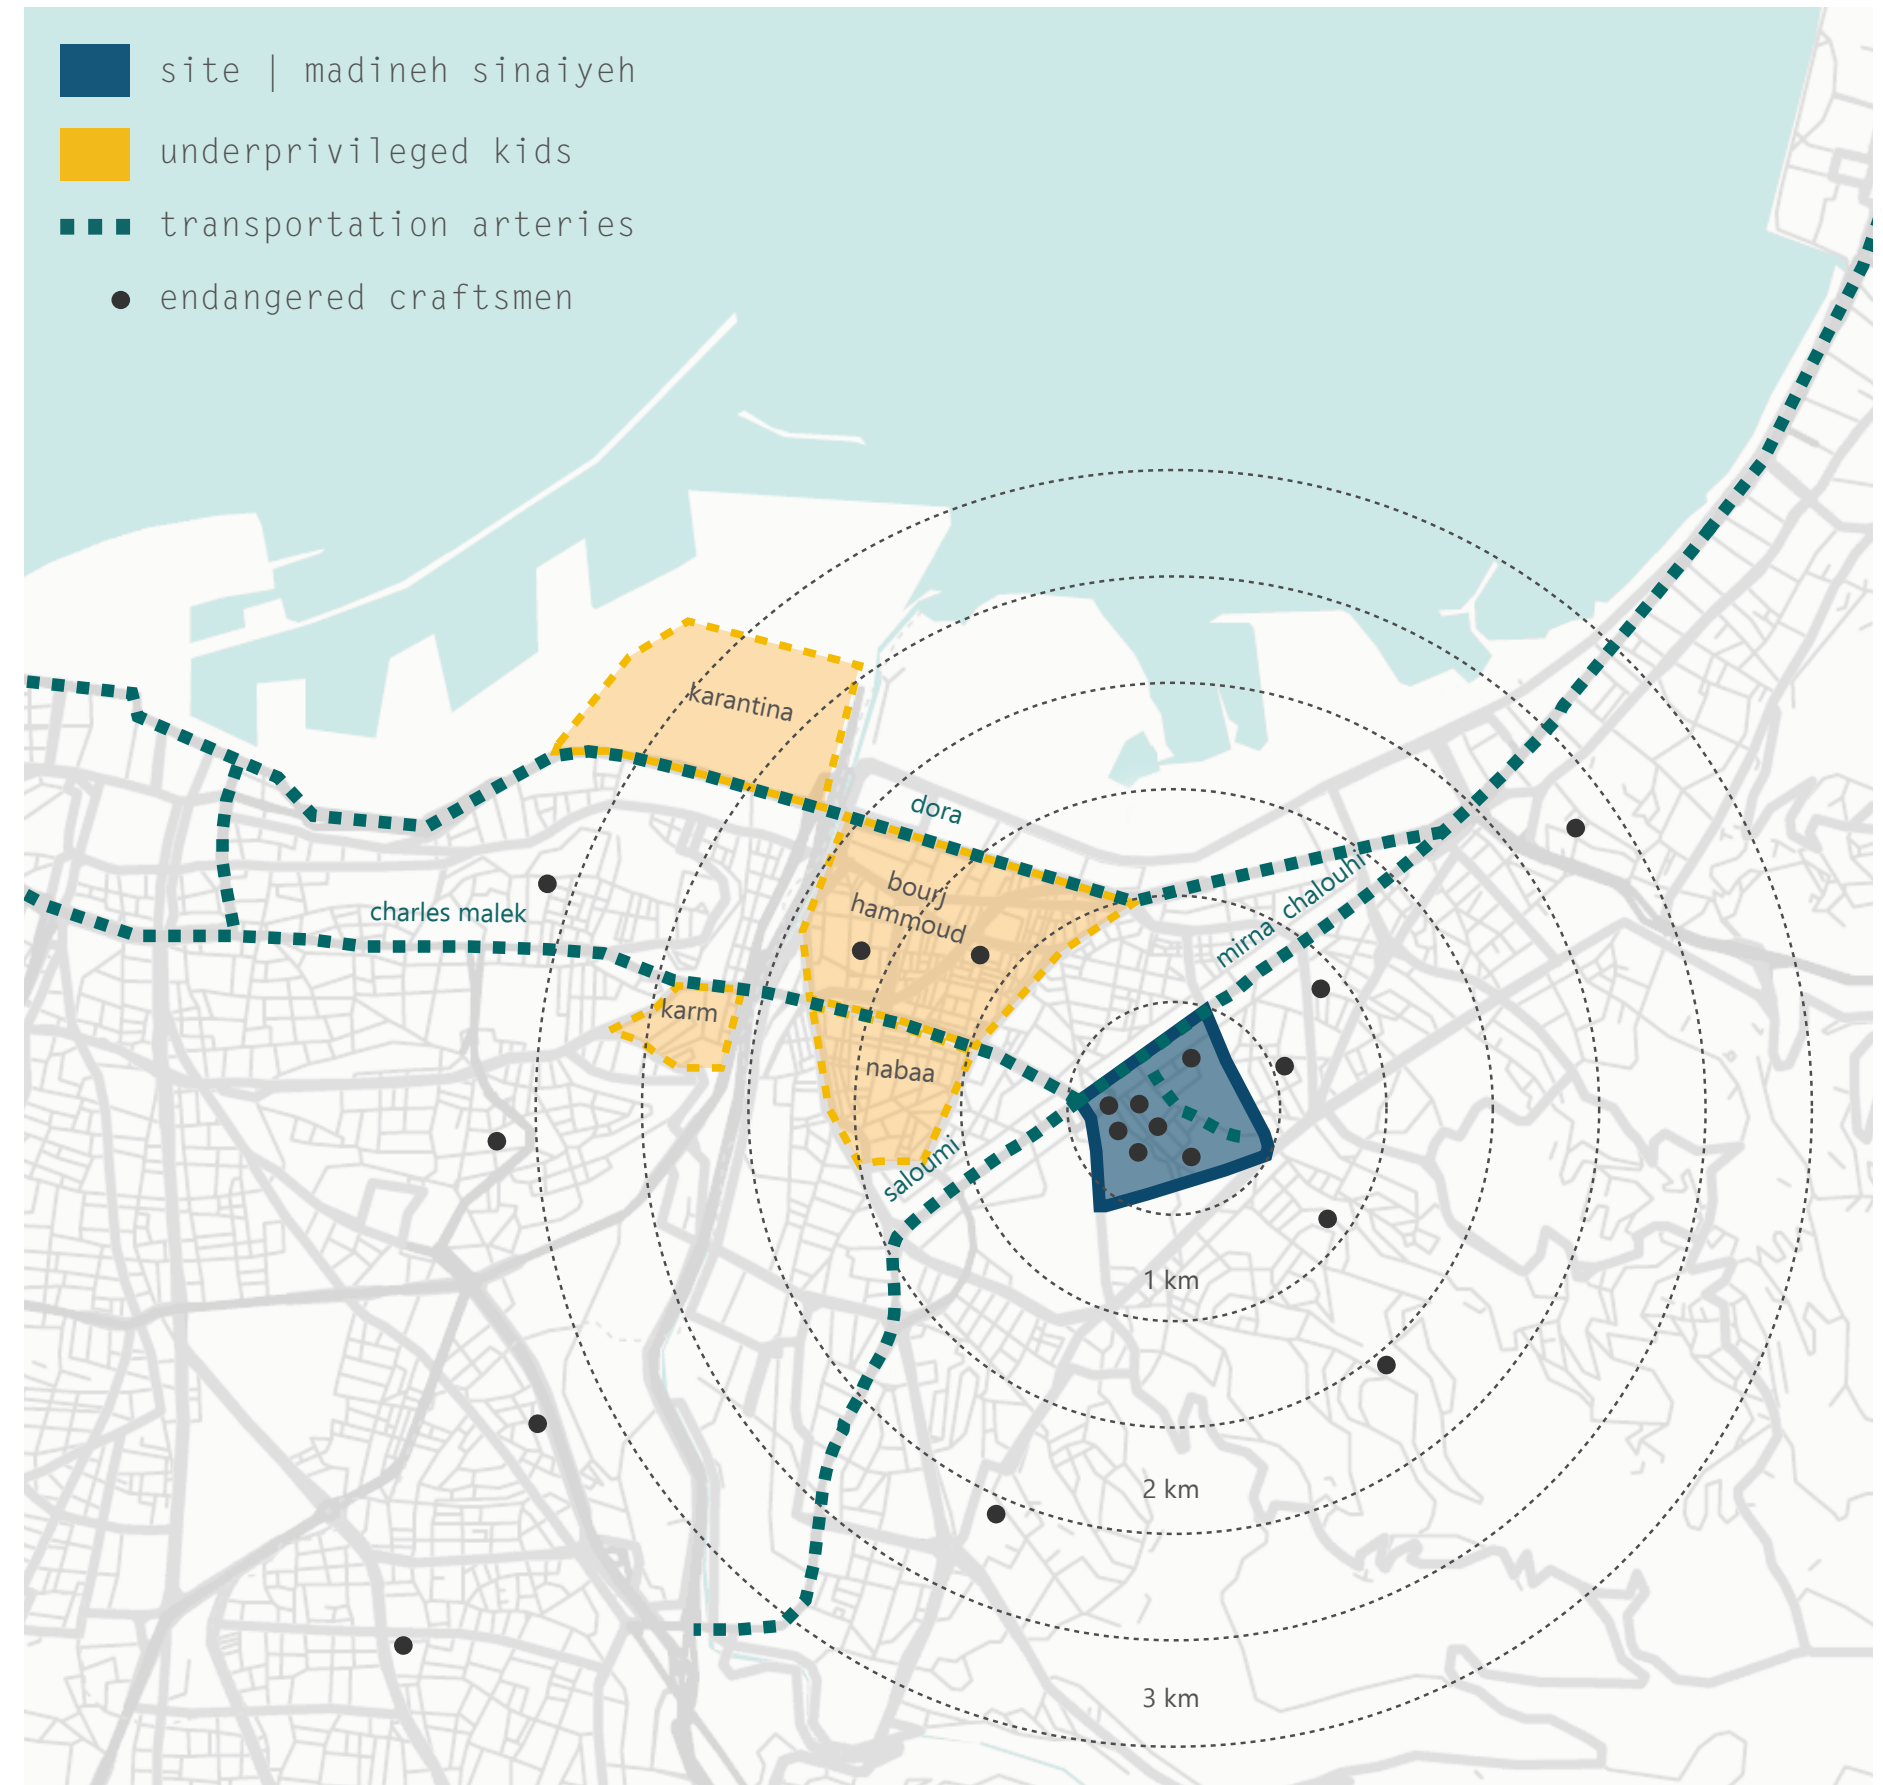 site | madineh sinaiyeh
underprivileged kids
transportation arteries
endangered craftsmen
karantina
dora
bourj
hammoud
charles malek
mirna chalouhi
karm
nabaa
saloumi
1 km
2 km
3 km